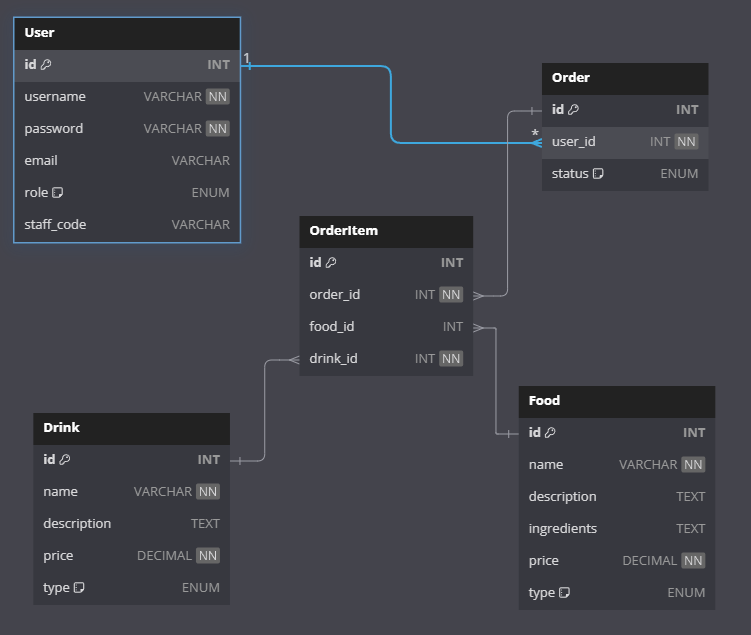 User
id INT
username VARCHAR NN
password VARCHAR NN
email VARCHAR
role ENUM
staff_code VARCHAR
1
*
Order
id INT
user_id INT NN
status ENUM
OrderItem
id INT
order_id INT NN
food_id INT
drink_id INT NN
Drink
id INT
name VARCHAR NN
description TEXT
price DECIMAL NN
type ENUM
Food
id INT
name VARCHAR NN
description TEXT
ingredients TEXT
price DECIMAL NN
type ENUM